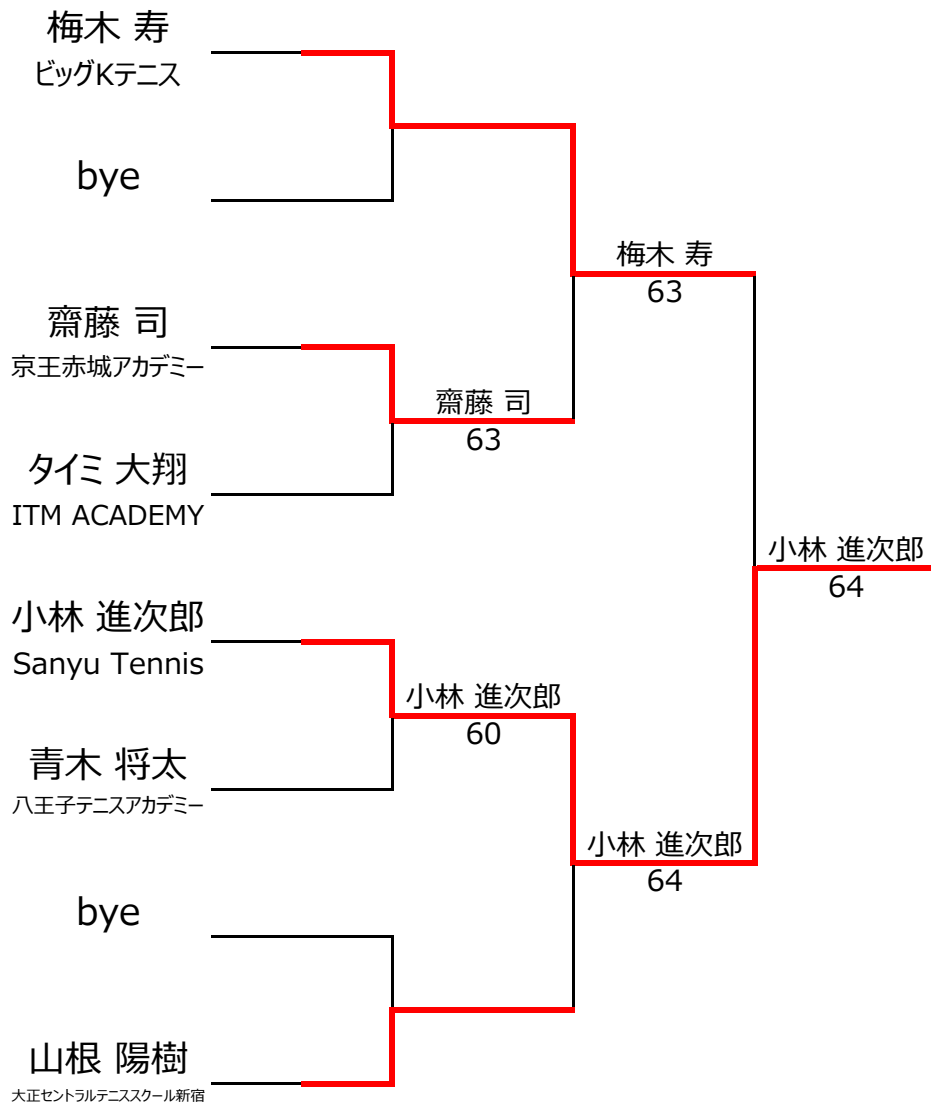 梅木 寿
ビッグKテニス
bye
梅木 寿
63
齋藤 司
京王赤城アカデミー
齋藤 司
63
タイミ 大翔
ITM ACADEMY
小林 進次郎
64
小林 進次郎
Sanyu Tennis
小林 進次郎
60
青木 将太
八王子テニスアカデミー
小林 進次郎
64
bye
山根 陽樹
大正セントラルテニススクール新宿